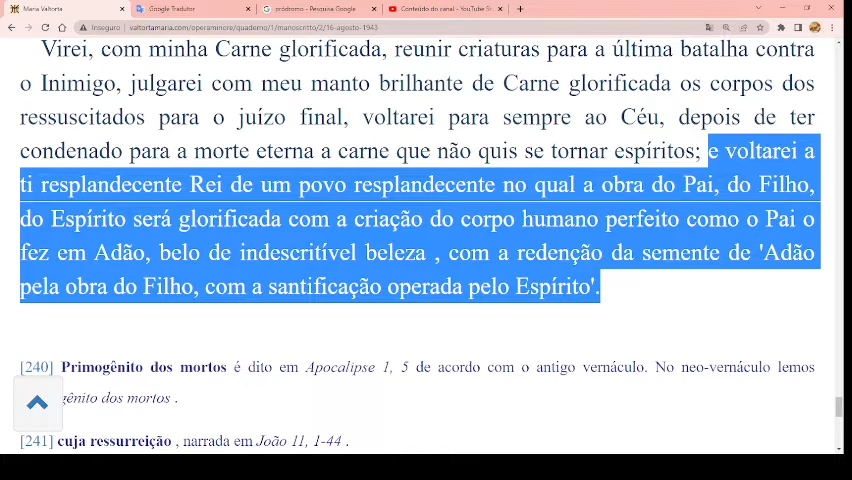 Maria Valtorta
Google Tradutor
pródromo - Pesquisa Google
Conteúdo do canal - YouTube St
Inseguro | valtortamaria.com/operaminore/quaderno/1/manoscritto/2/16-agosto-1943
Virei, com minha Carne glorificada, reunir criaturas para a última batalha contra
o Inimigo, julgarei com meu manto brilhante de Carne glorificada os corpos dos
ressuscitados para o juízo final, voltarei para sempre ao Céu, depois de ter
condenado para a morte eterna a carne que não quis se tornar espíritos; e voltarei a
ti resplandecente Rei de um povo resplandecente no qual a obra do Pai, do Filho,
do Espírito será glorificada com a criação do corpo humano perfeito como o Pai o
fez em Adão, belo de indescritível beleza , com a redenção da semente de 'Adão
pela obra do Filho, com a santificação operada pelo Espírito'.
[240] Primogênito dos mortos é dito em Apocalipse 1, 5 de acordo com o antigo vernáculo. No neo-vernáculo lemos
gênito dos mortos .
[241] cuja ressurreição , narrada em João 11, 1-44 .